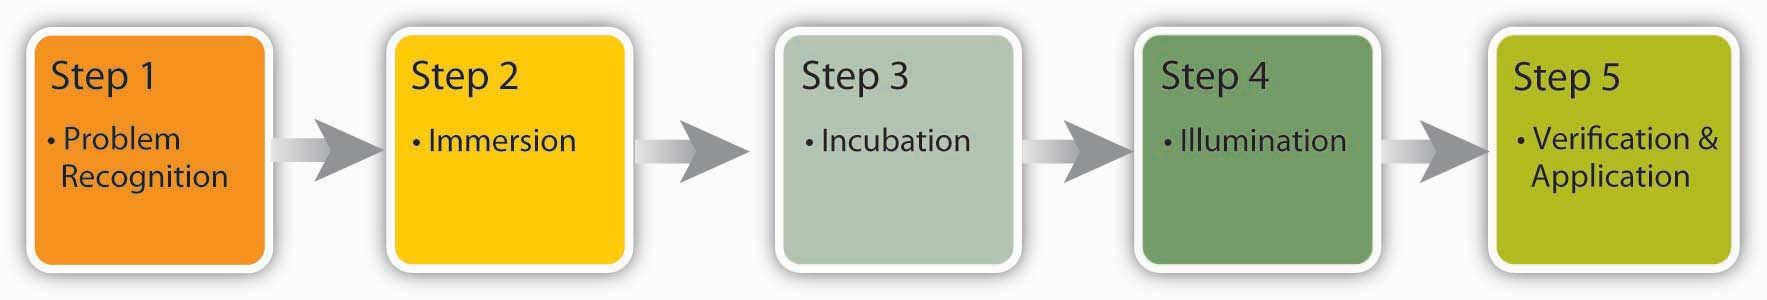 Step 1
• Problem
Recognition
Step 2
• Immersion
Step 3
• Incubation
Step 4
• Illumination
Step 5
• Verification &
Application